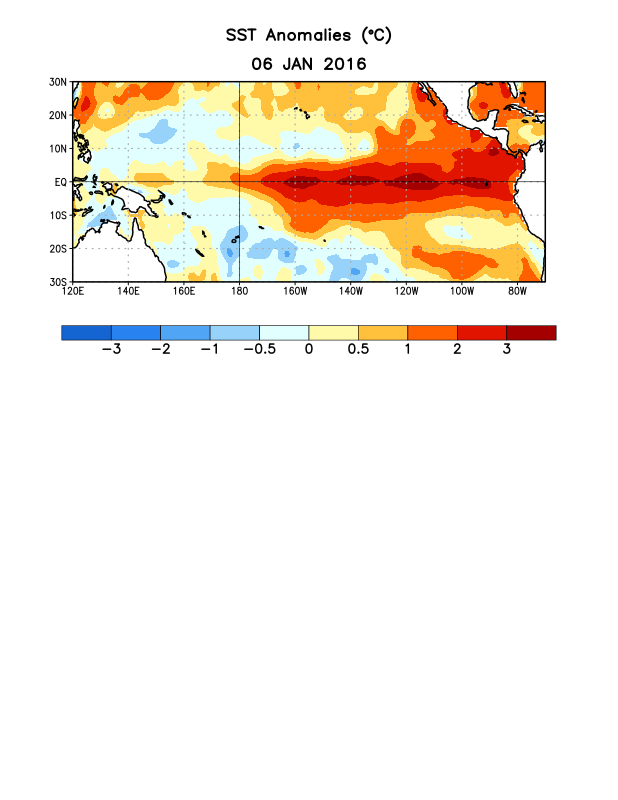 SST Anomalies (°C)
06 JAN 2016
30N
20N
10N
EQ
10S
20S
30S
120E 140E 160E 180 160W 140W 120W 100W 80W
−3 −2 −1 −0.5 0 0.5 1 2 3